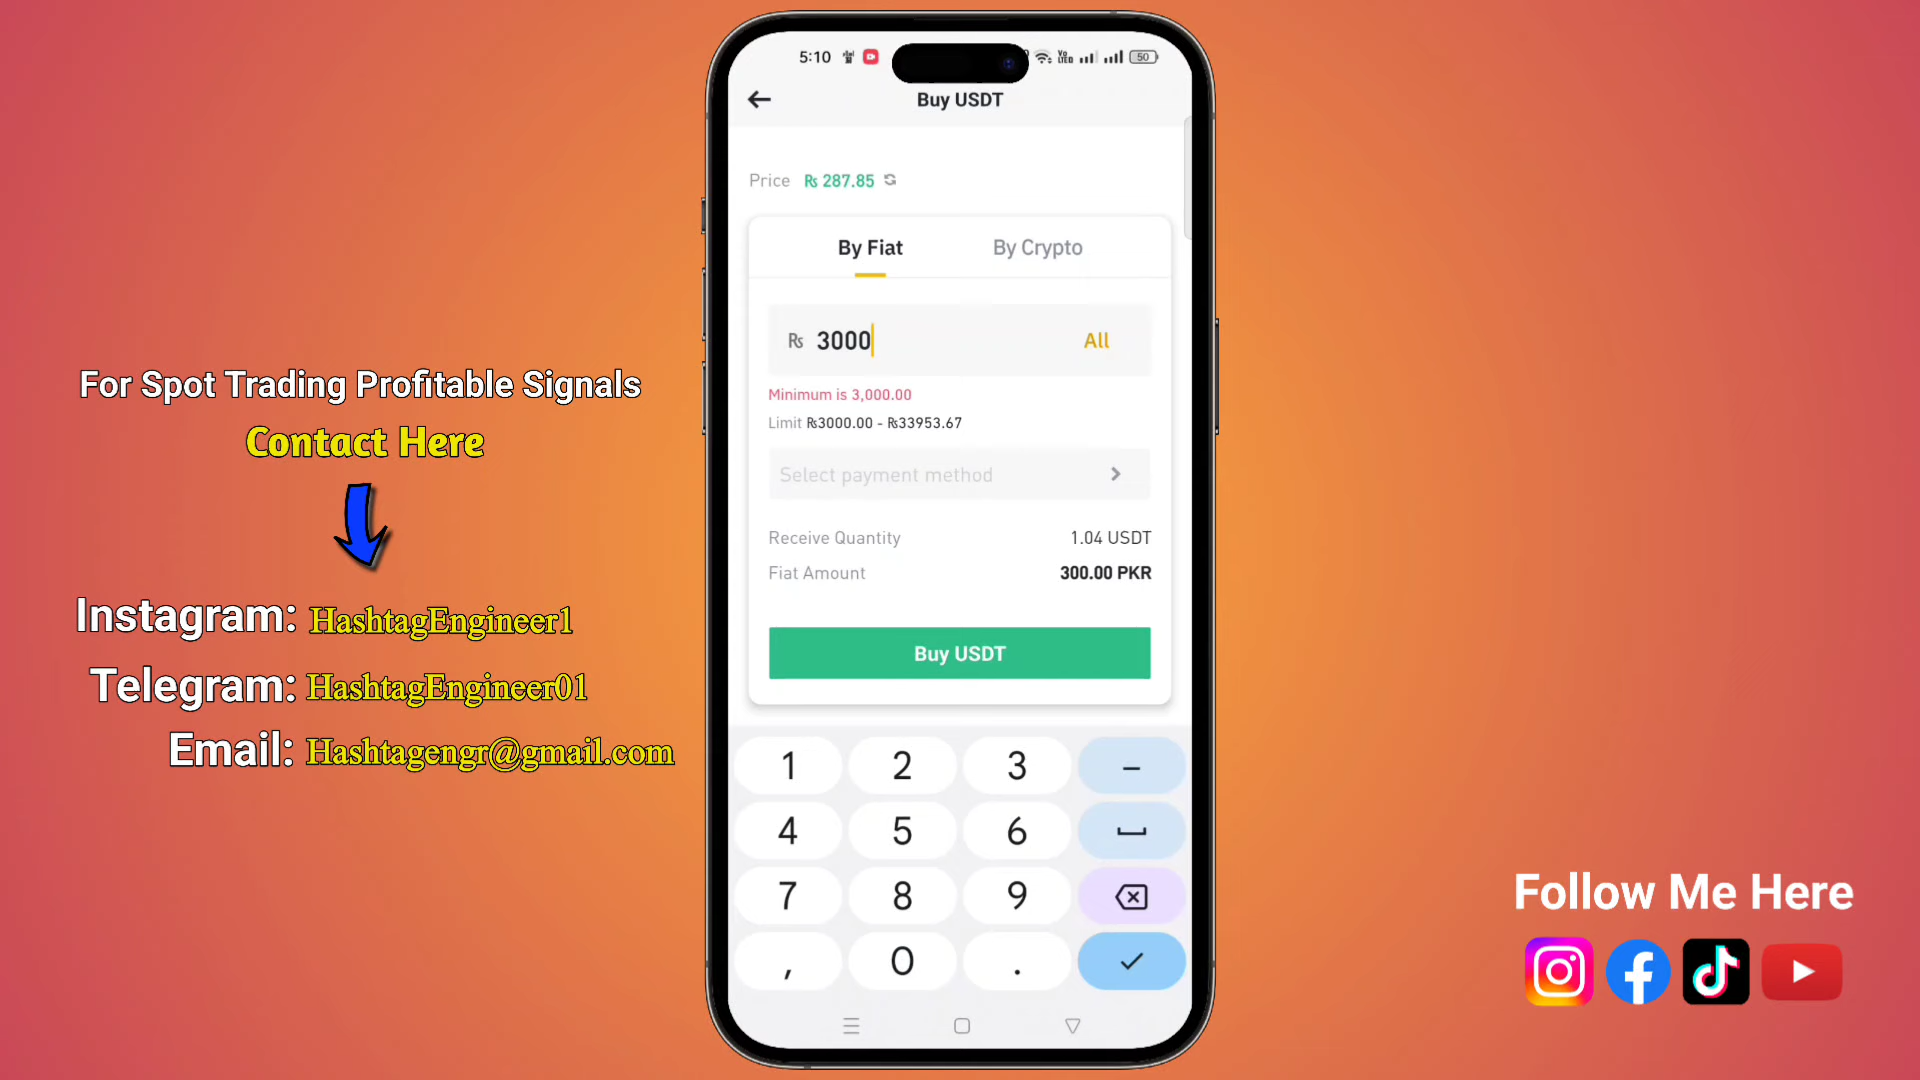 For Spot Trading Profitable Signals
Contact Here
Instagram: HashtagEngineer1
Telegram: HashtagEngineer01
Email: Hashtagengr@gmail.com
5:10
50
Buy USDT
Price ₨ 287.85
By Fiat By Crypto
₨ 3000 All
Minimum is 3,000.00
Limit ₨3000.00 - ₨33953.67
Select payment method
Receive Quantity 1.04 USDT
Fiat Amount 300.00 PKR
Buy USDT
1 2 3 –
4 5 6
7 8 9
, 0 .
Follow Me Here